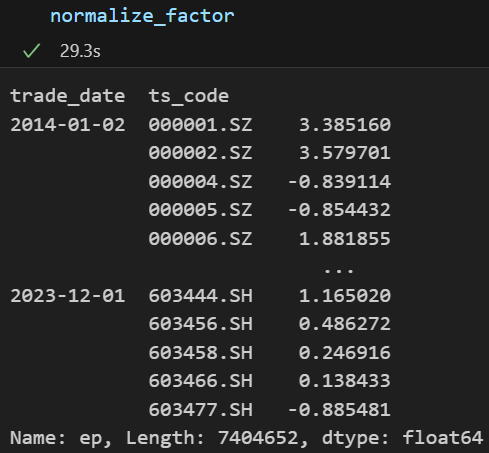 normalize_factor
29.3s
trade_date  ts_code
2014-01-02  000001.SZ    3.385160
            000002.SZ    3.579701
            000004.SZ   -0.839114
            000005.SZ   -0.854432
            000006.SZ    1.881855
                           ...
2023-12-01  603444.SH    1.165020
            603456.SH    0.486272
            603458.SH    0.246916
            603466.SH    0.138433
            603477.SH   -0.885481
Name: ep, Length: 7404652, dtype: float64